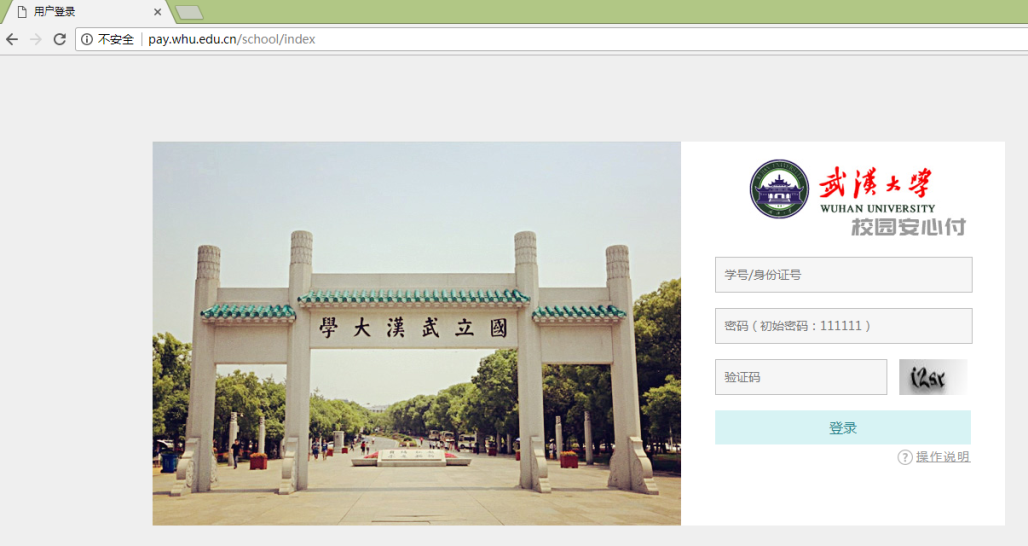 用户登录
不安全 pay.whu.edu.cn/school/index
武漢大学
WUHAN UNIVERSITY
校园安心付
學大漢武立國
学号/身份证号
密码（初始密码：111111）
验证码
i2sr
登录
? 操作说明